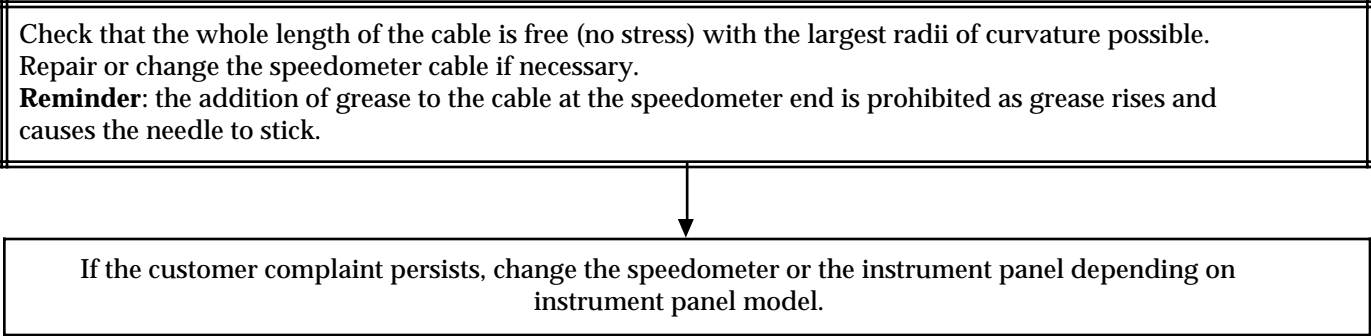 Check that the whole length of the cable is free (no stress) with the largest radii of curvature possible.
Repair or change the speedometer cable if necessary.
Reminder: the addition of grease to the cable at the speedometer end is prohibited as grease rises and
causes the needle to stick.
If the customer complaint persists, change the speedometer or the instrument panel depending on
instrument panel model.